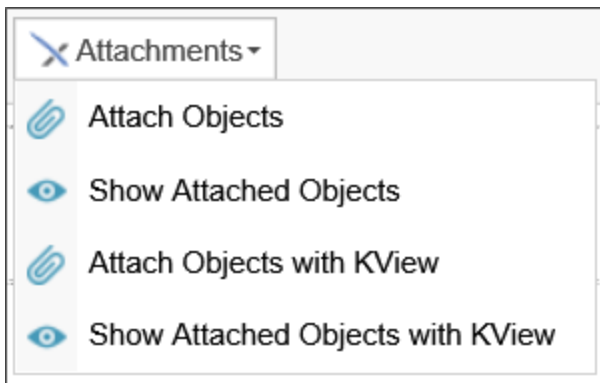 Attachments
Attach Objects
Show Attached Objects
Attach Objects with KView
Show Attached Objects with KView